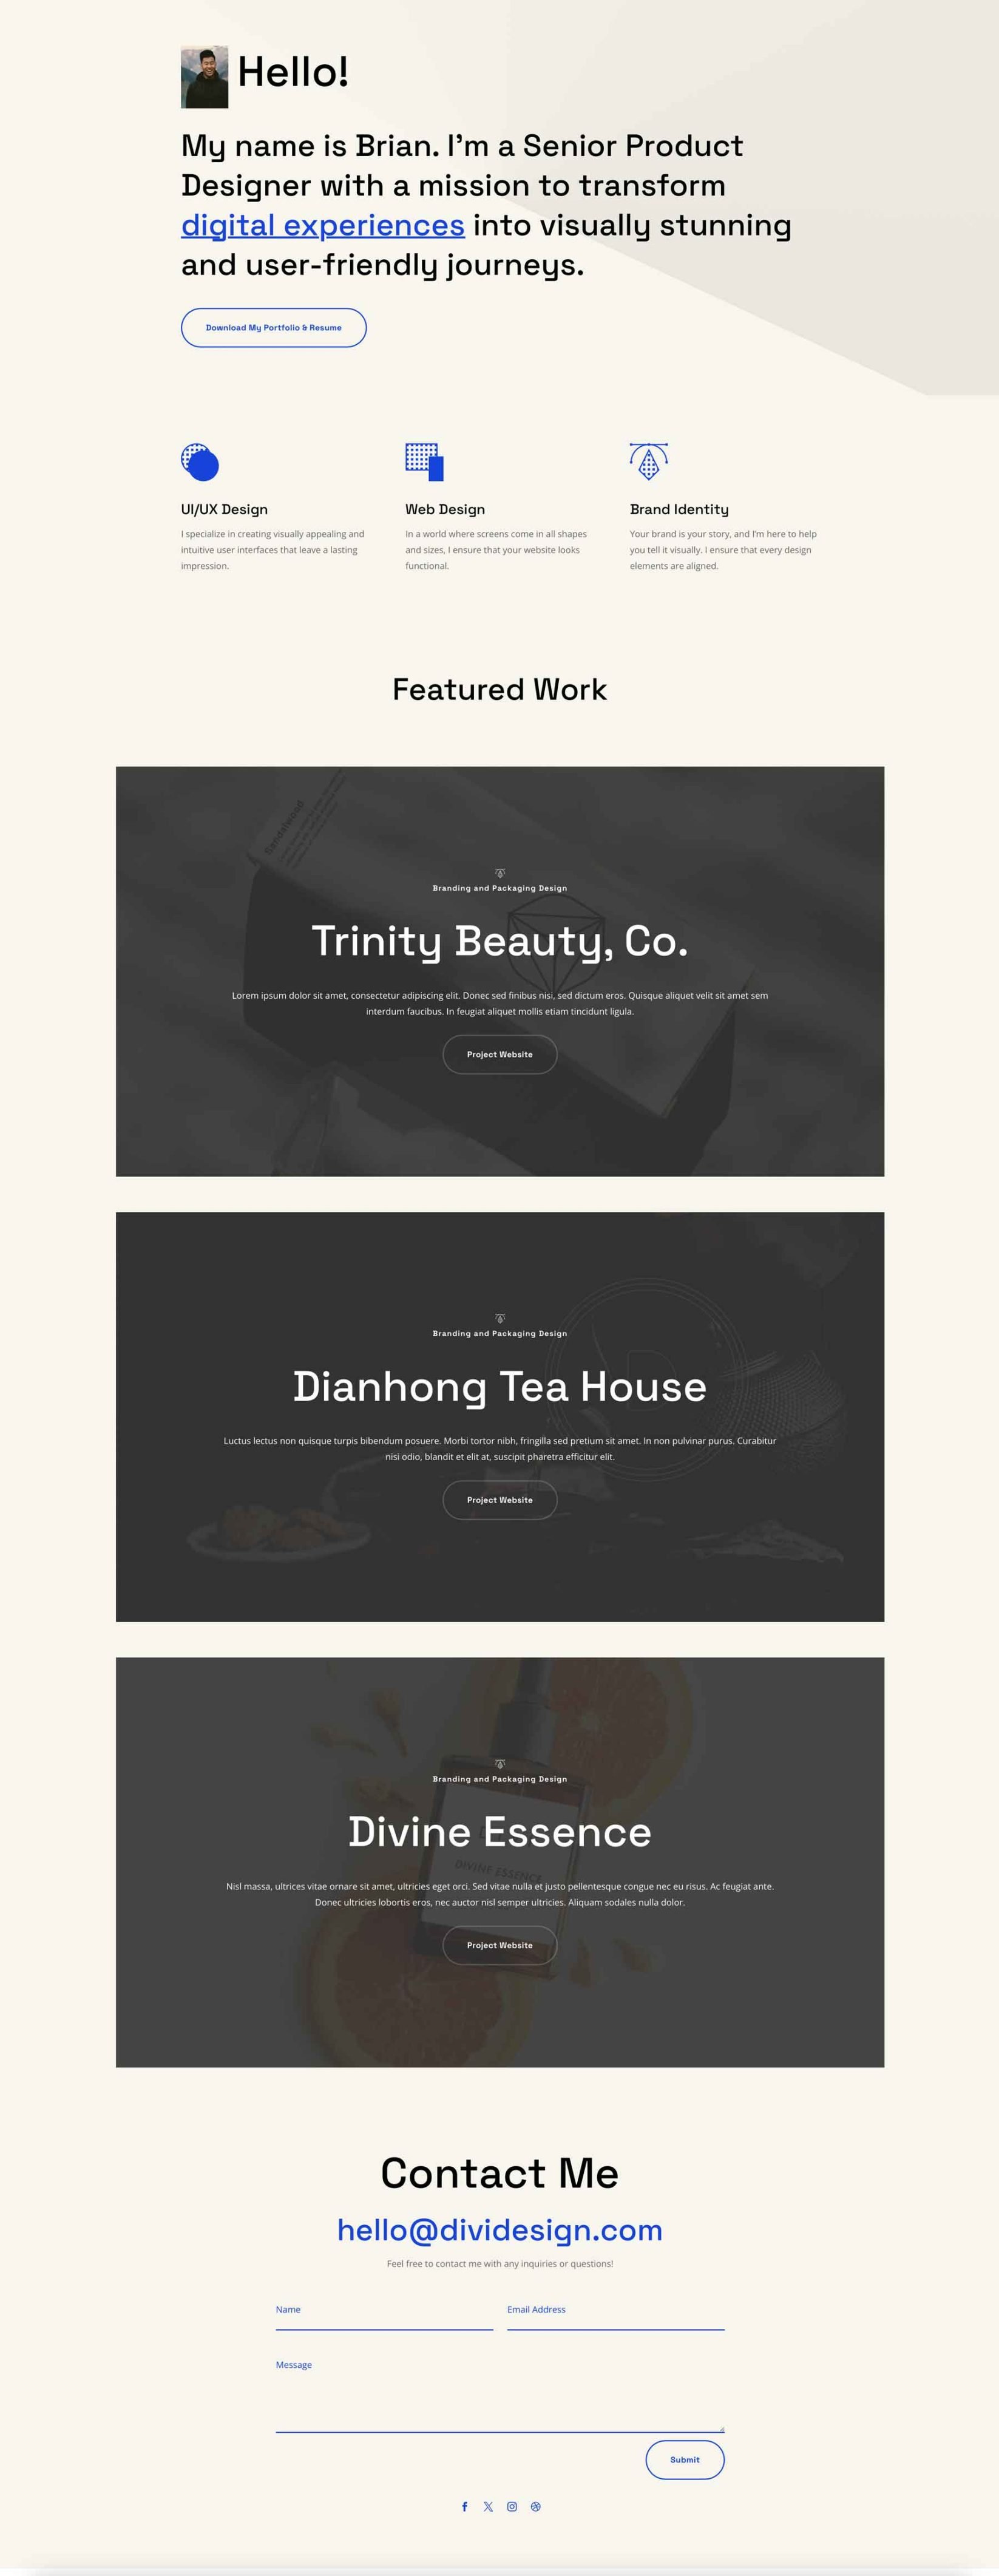 Hello!
My name is Brian. I'm a Senior Product
Designer with a mission to transform
digital experiences into visually stunning
and user-friendly journeys.
Download My Portfolio & Resume
UI/UX Design
I specialize in creating visually appealing and
intuitive user interfaces that leave a lasting
impression.
Web Design
In a world where screens come in all shapes
and sizes, I ensure that your website looks
functional.
Brand Identity
Your brand is your story, and I'm here to help
you tell it visually. I ensure that every design
elements are aligned.
Featured Work
Sandalwood
Branding and Packaging Design
Trinity Beauty, Co.
Lorem ipsum dolor sit amet, consectetur adipiscing elit. Donec sed finibus nisi, sed dictum eros. Quisque aliquet velit sit amet sem
interdum faucibus. In feugiat aliquet mollis etiam tincidunt ligula.
Project Website
Branding and Packaging Design
Dianhong Tea House
Luctus lectus non quisque turpis bibendum posuere. Morbi tortor nibh, fringilla sed pretium sit amet. In non pulvinar purus. Curabitur
nisi odio, blandit et elit at, suscipit pharetra efficitur elit.
Project Website
Branding and Packaging Design
Divine Essence
DIVINE ESSENCE
Nisl massa, ultrices vitae ornare sit amet, ultricies eget orci. Sed vitae nulla et justo pellentesque congue nec eu risus. Ac feugiat ante.
Donec ultricies lobortis eros, nec auctor nisl semper ultricies. Aliquam sodales nulla dolor.
Project Website
Contact Me
hello@dividesign.com
Feel free to contact me with any inquiries or questions!
Name
Email Address
Message
Submit